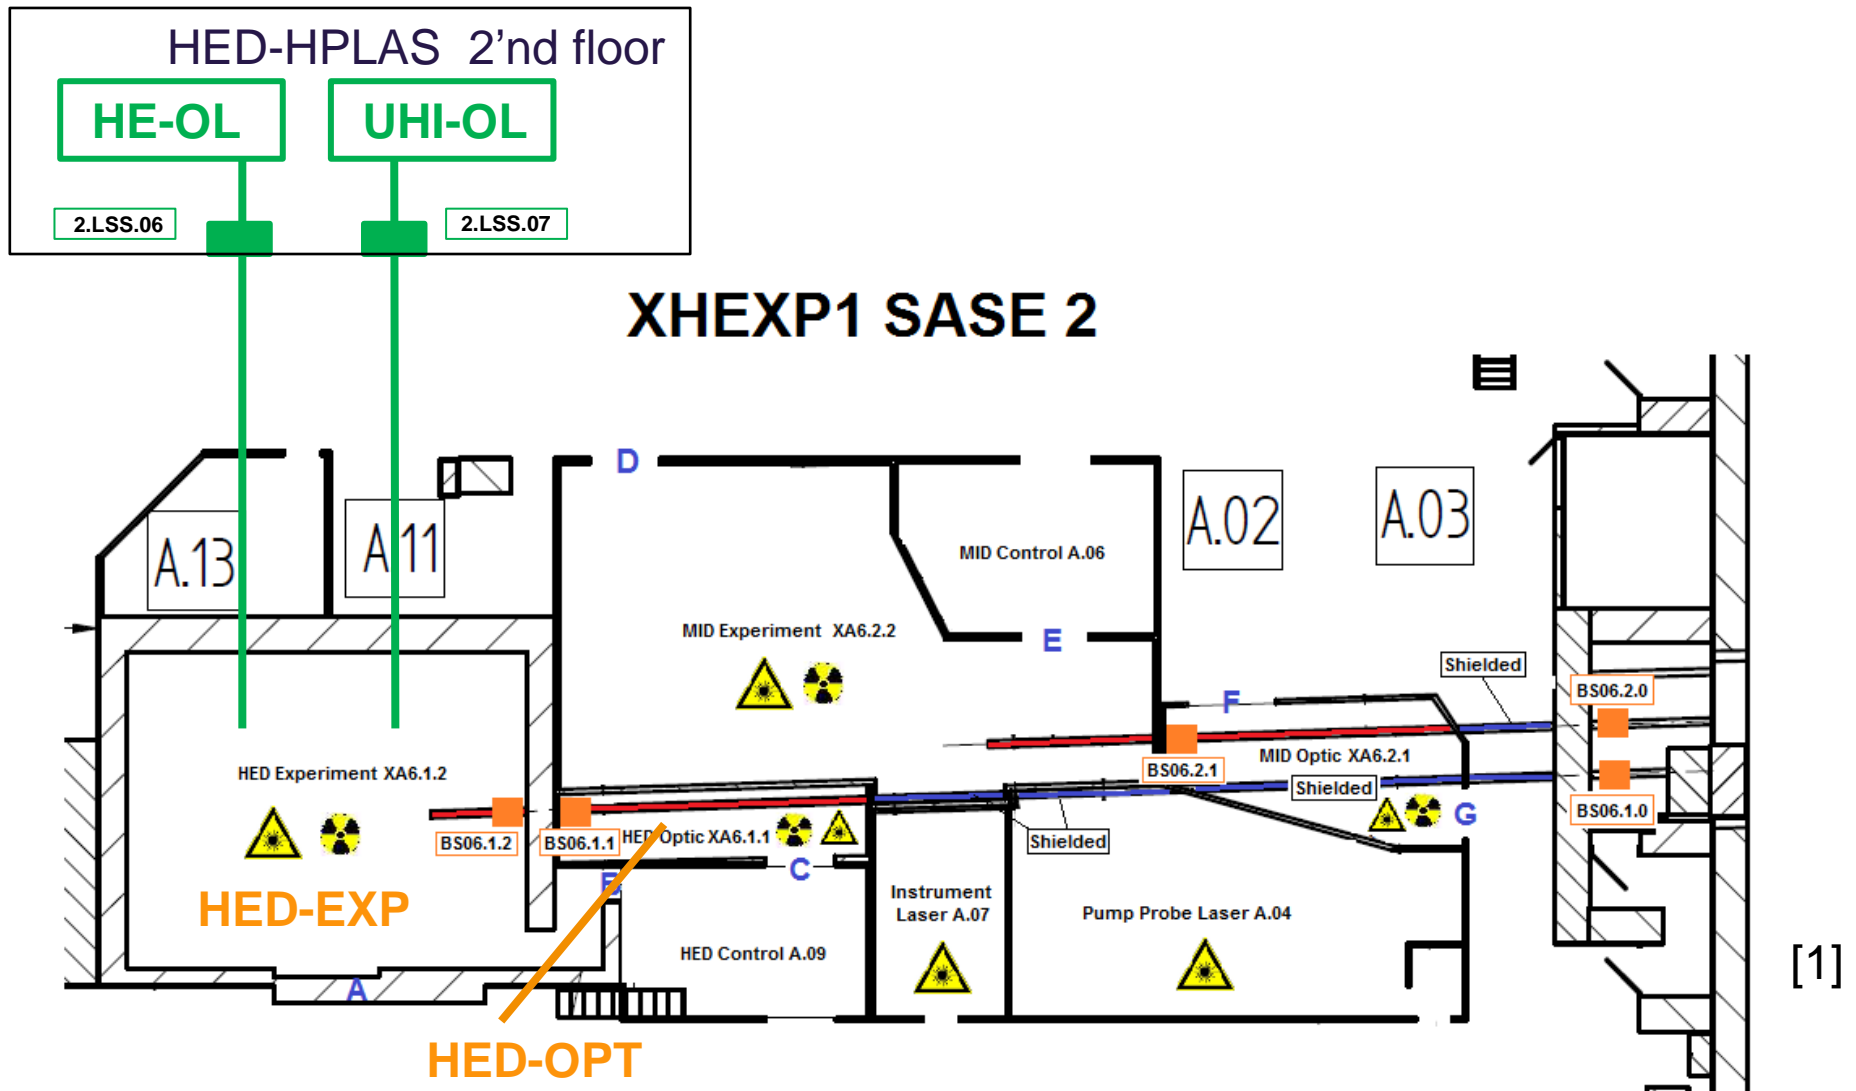 HED-HPLAS 2'nd floor
HE-OL
UHI-OL
2.LSS.06
2.LSS.07
XHEXP1 SASE 2
D
A.02
A.03
A.13
A.11
MID Control A.06
MID Experiment XA6.2.2
E
Shielded
BS06.2.0
F
MID Optic XA6.2.1
BS06.2.1
HED Experiment XA6.1.2
Shielded
BS06.1.0
G
BS06.1.2
BS06.1.1
HED Optic XA6.1.1
Shielded
C
B
HED-EXP
Instrument
Laser A.07
Pump Probe Laser A.04
HED Control A.09
[1]
A
HED-OPT